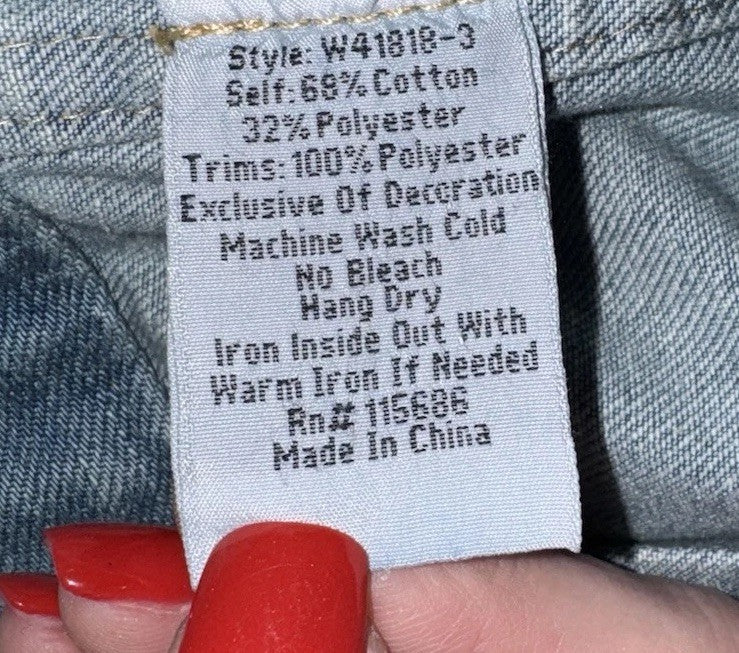 Style: W41818-3
Self: 68% Cotton
32% Polyester
Trims: 100% Polyester
Exclusive Of Decoration
Machine Wash Cold
No Bleach
Hang Dry
Iron Inside Out With
Warm Iron If Needed
Rn# 115686
Made In China